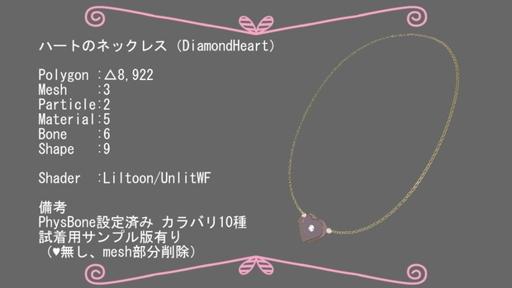 ハートのネックレス (DiamondHeart)
Polygon :△8,922
Mesh :3
Particle:2
Material:5
Bone :6
Shape :9
Shader :Liltoon/UnlitWF
備考
PhysBone設定済み カラバリ10種
試着用サンプル版有り
(♥無し、mesh部分削除)